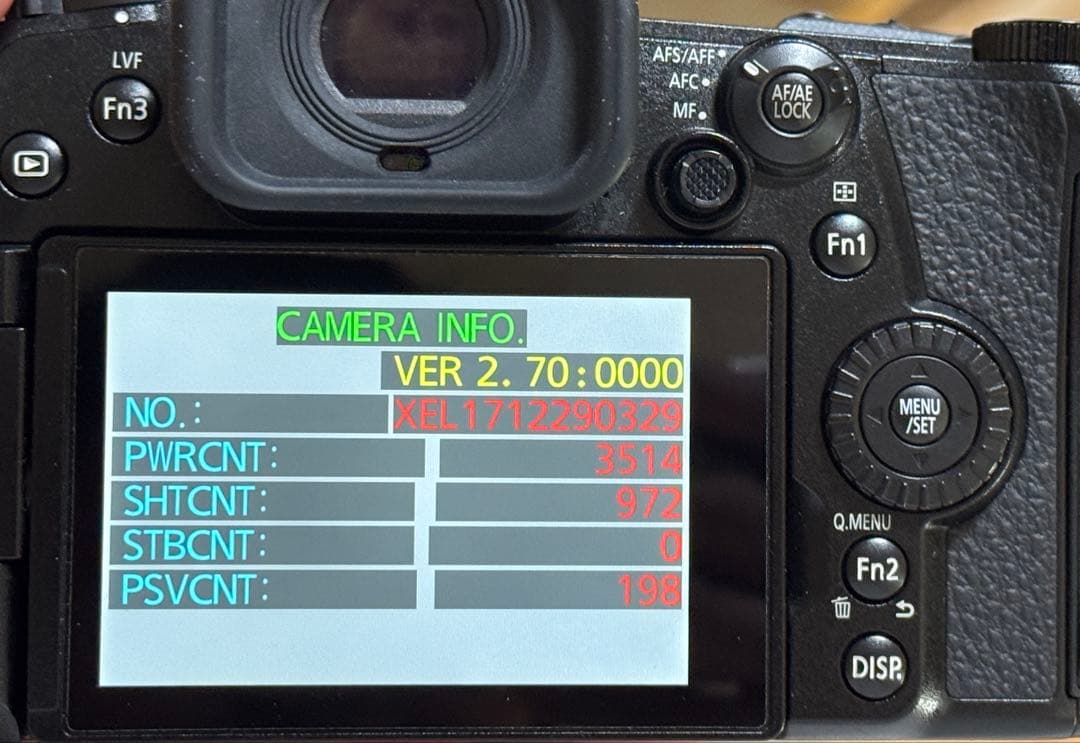 LVF
Fn3
AFS/AFF
AFC
MF
AF/AE
LOCK
Fn1
CAMERA INFO.
VER 2.70:0000
NO.: XEL1712290329
PWRCNT: 3514
SHTCNT: 972
STBCNT: 0
PSVCNT: 198
MENU
/SET
Q.MENU
Fn2
DISP.